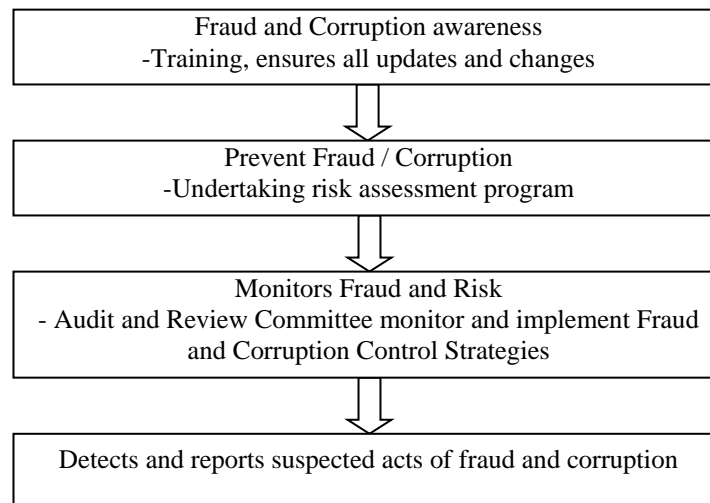 Fraud and Corruption awareness
-Training, ensures all updates and changes
Prevent Fraud / Corruption
-Undertaking risk assessment program
Monitors Fraud and Risk
- Audit and Review Committee monitor and implement Fraud
and Corruption Control Strategies
Detects and reports suspected acts of fraud and corruption